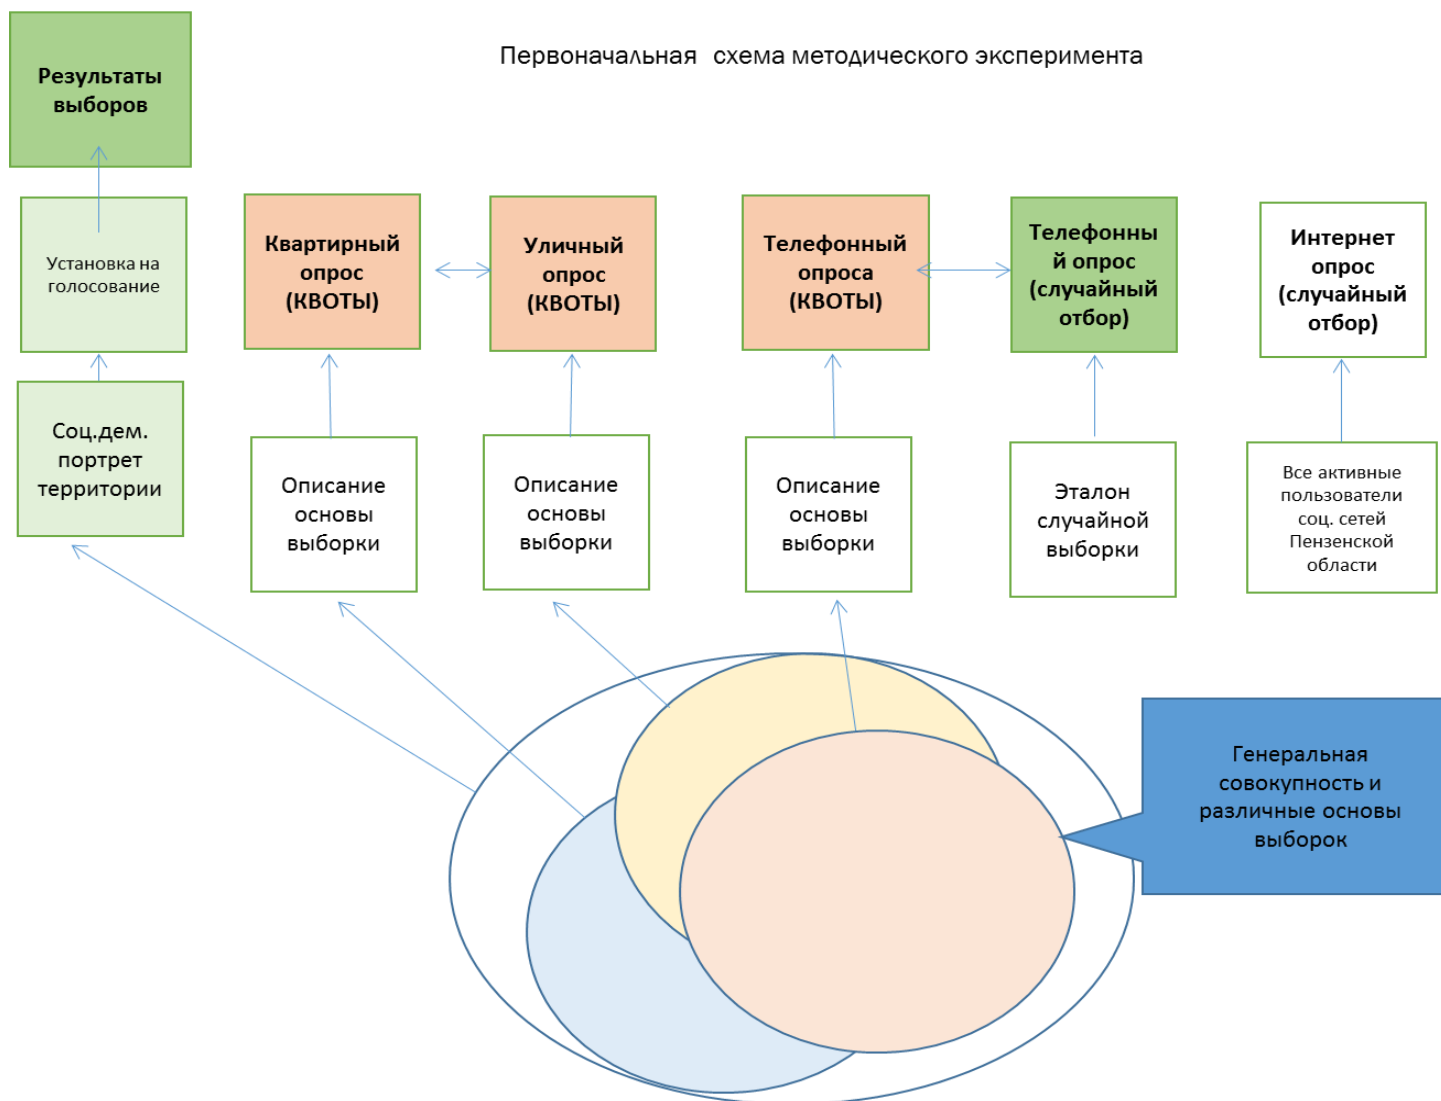 Первоначальная схема методического эксперимента
Результаты
выборов
Установка на
голосование
Соц.дем.
портрет
территории
Квартирный
опрос
(КВОТЫ)
Уличный
опрос
(КВОТЫ)
Телефонный
опроса
(КВОТЫ)
Телефонны
й опрос
(случайный
отбор)
Интернет
опрос
(случайный
отбор)
Описание
основы
выборки
Описание
основы
выборки
Описание
основы
выборки
Эталон
случайной
выборки
Все активные
пользователи
соц. сетей
Пензенской
области
Генеральная
совокупность и
различные основы
выборок